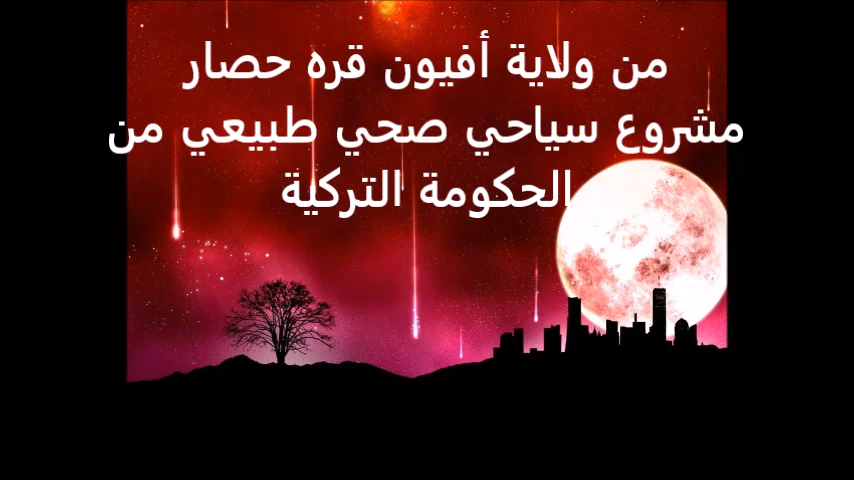 من ولاية أفيون قره حصار
مشروع سياحي صحي طبيعي من
الحكومة التركية